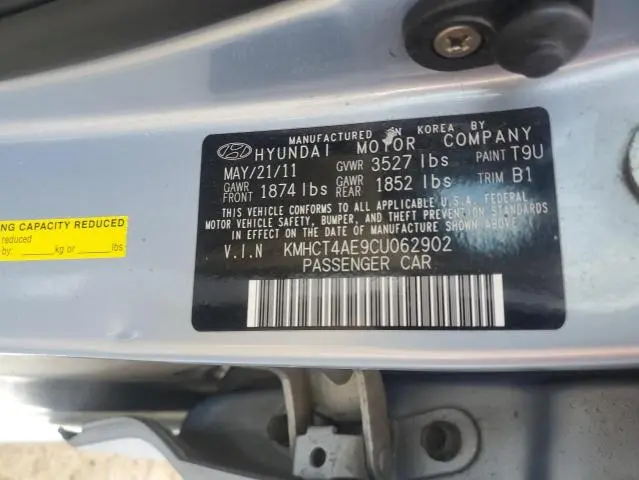 MANUFACTURED IN KOREA BY
HYUNDAI MOTOR COMPANY
MAY/21/11 GVWR 3527 lbs PAINT T9U
GAWR FRONT 1874 lbs GAWR REAR 1852 lbs TRIM B1
THIS VEHICLE CONFORMS TO ALL APPLICABLE U.S.A. FEDERAL
MOTOR VEHICLE SAFETY, BUMPER, AND THEFT PREVENTION STANDARDS
IN EFFECT ON THE DATE OF MANUFACTURE SHOWN ABOVE.
V.I.N KMHCT4AE9CU062902
PASSENGER CAR
NG CAPACITY REDUCED
reduced
by: kg or lbs